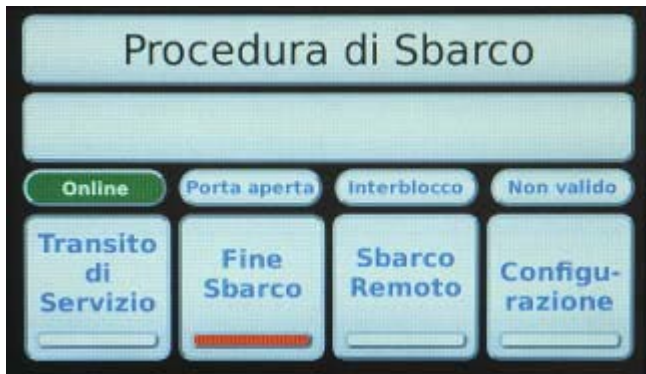 Procedura di Sbarco
Online Porta aperta Interblocco Non valido
Transito
di
Servizio
Fine
Sbarco
Sbarco
Remoto
Configu-
razione